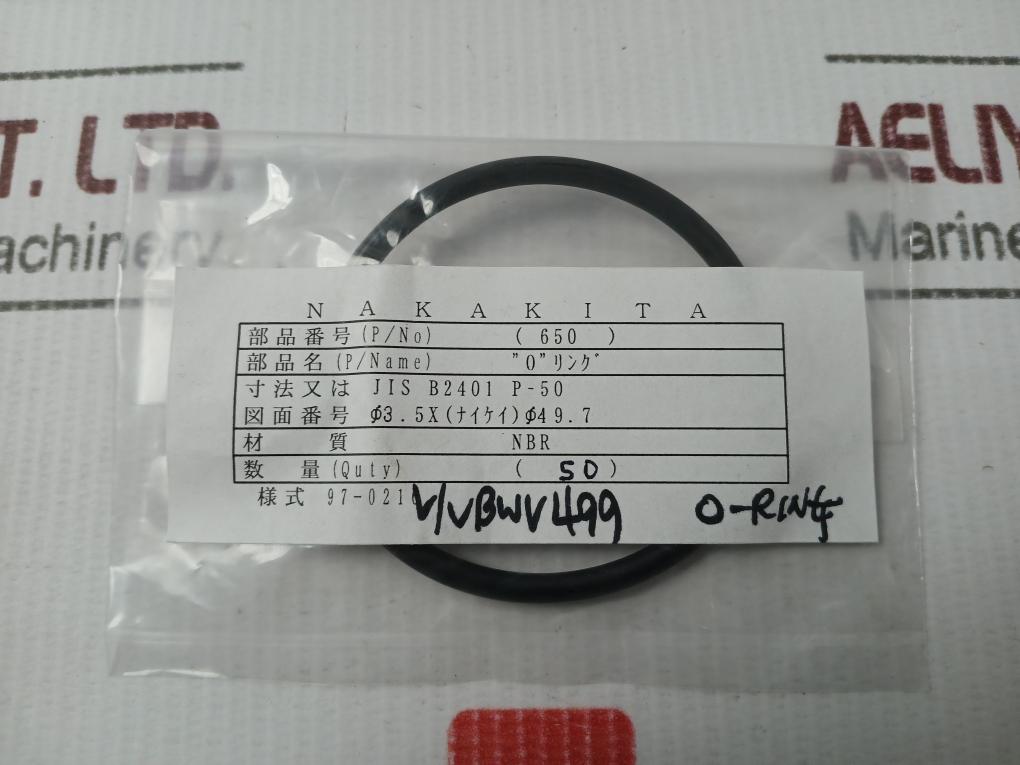 T. LTD.
achinery
AELIY
Marine
NAKAKITA
部品番号(P/No) ( 650 )
部品名(P/Name) "O"リング
寸法又は JIS B2401 P-50
図面番号 φ3.5X(ナイケイ)φ49.7
材 質 NBR
数 量(Quty) ( 50 )
様式 97-021
V/VBWV499 O-RING